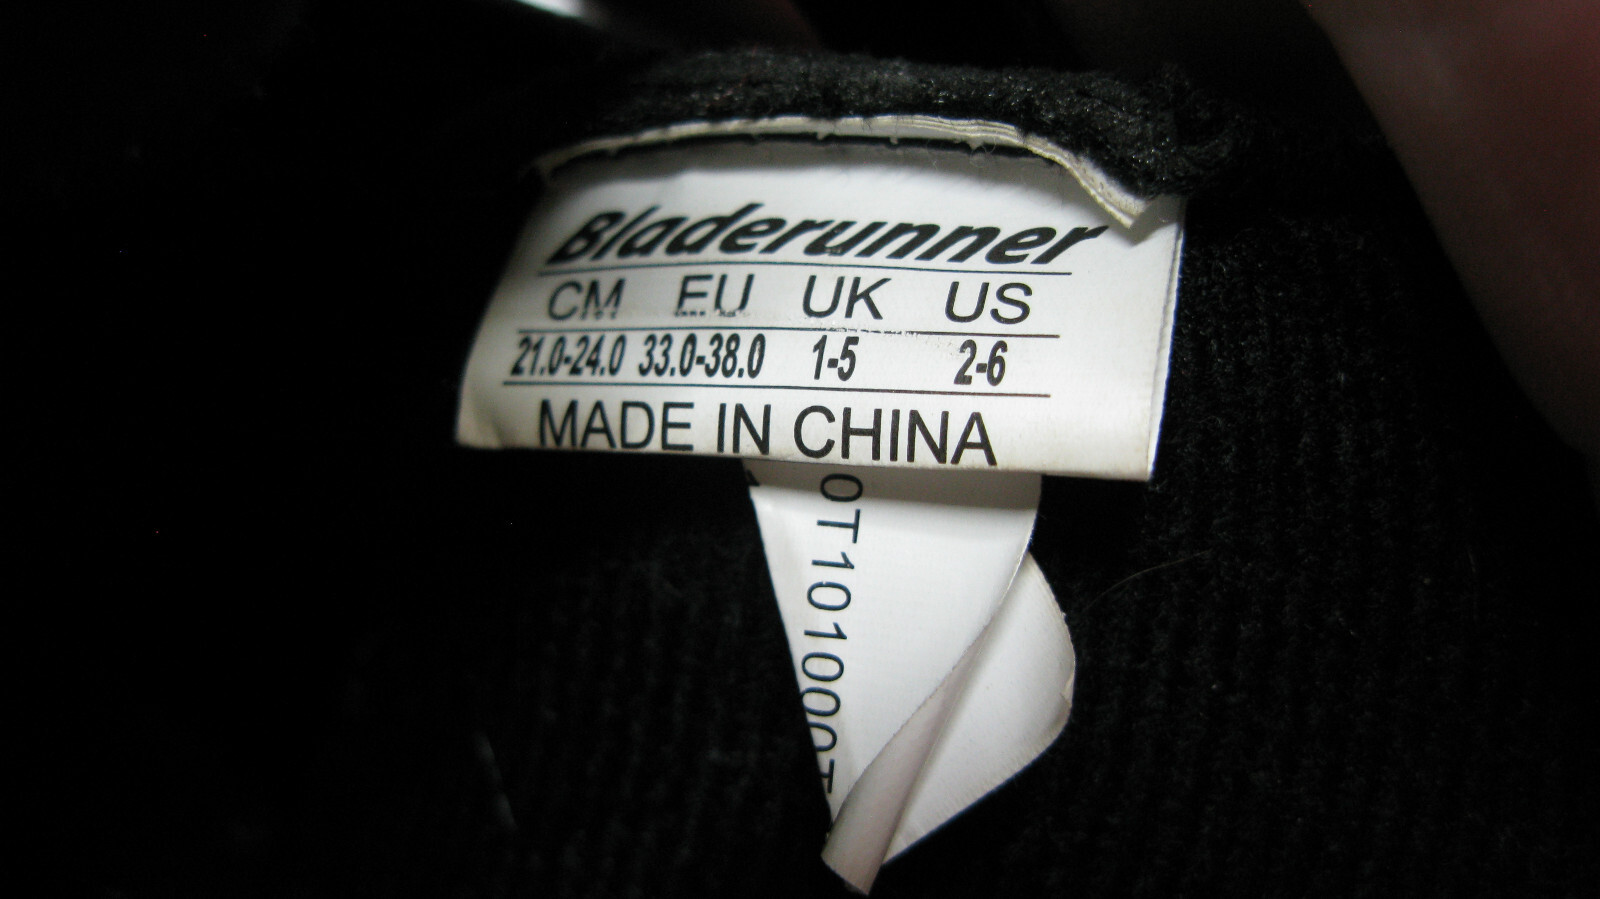 Bladerunner
CM EU UK US
21.0-24.0 33.0-38.0 1-5 2-6
MADE IN CHINA
0T101000T